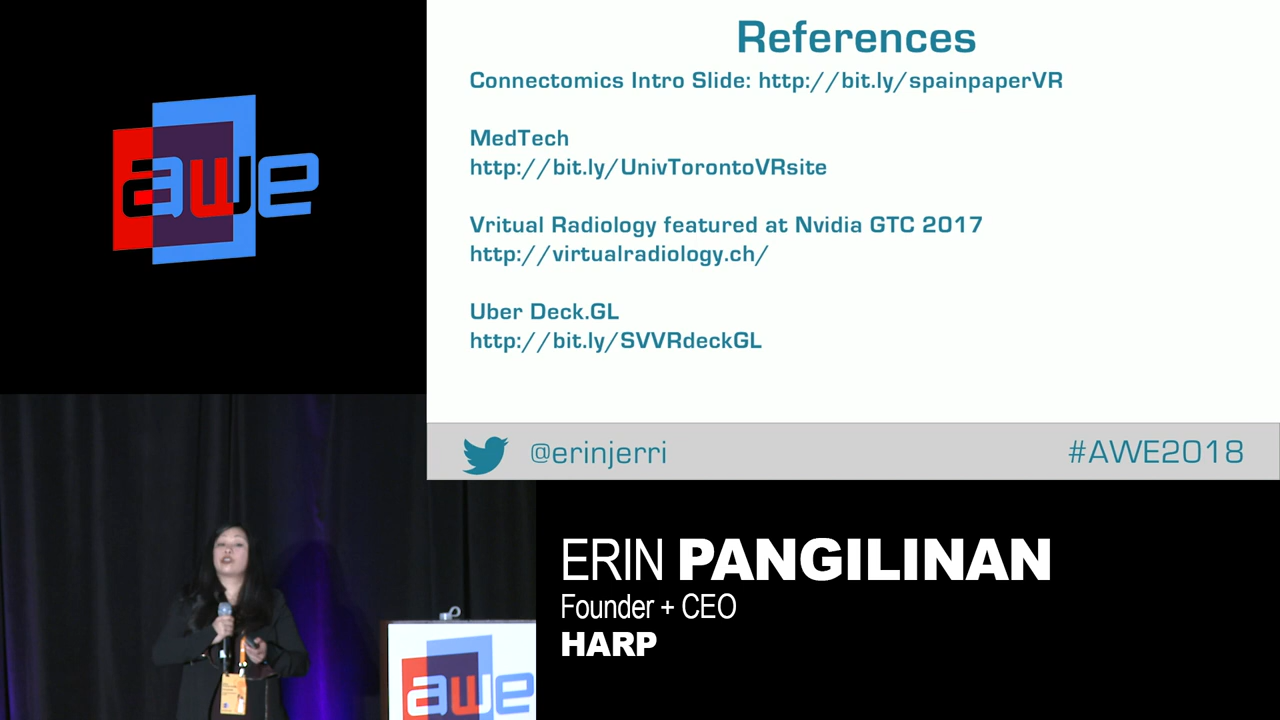 awe
References
Connectomics Intro Slide: http://bit.ly/spainpaperVR
MedTech
http://bit.ly/UnivTorontoVRsite
Vritual Radiology featured at Nvidia GTC 2017
http://virtualradiology.ch/
Uber Deck.GL
http://bit.ly/SVVRdeckGL
@erinjerri
#AWE2018
ERIN PANGILINAN
Founder + CEO
HARP
awe